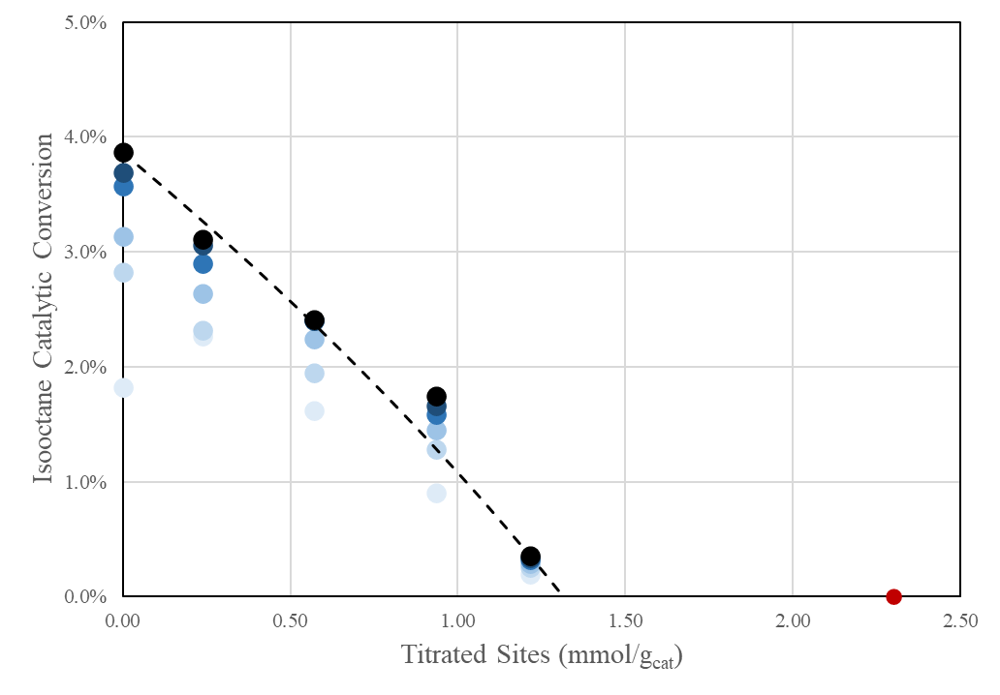 5.0%
4.0%
3.0%
2.0%
1.0%
0.0%
Isooctane Catalytic Conversion
0.00 0.50 1.00 1.50 2.00 2.50
Titrated Sites (mmol/gcat)